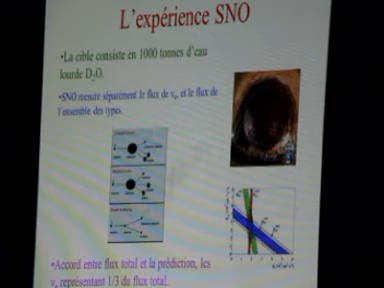 L'expérience SNO
•La cible consiste en 1000 tonnes d'eau
lourde D₂O.
•SNO mesure séparément le flux de νₑ, et le flux de
l'ensemble des types.
•Accord entre flux total et la prédiction, les
νₑ représentant 1/3 du flux total.